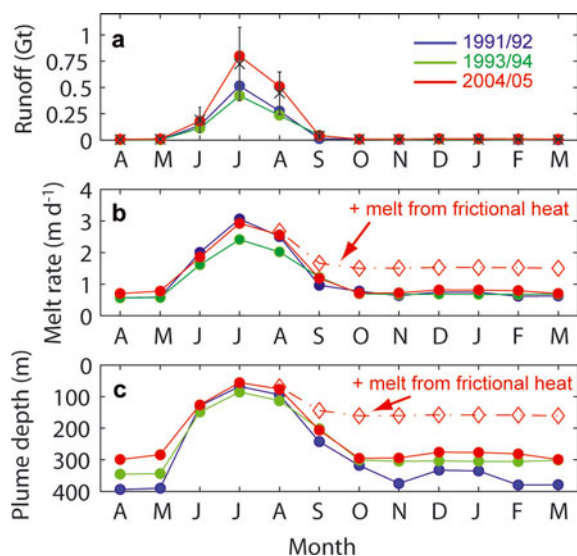 a
Runoff (Gt)
1
0.75
0.5
0.25
0
1991/92
1993/94
2004/05
A M J J A S O N D J F M
b
Melt rate (m d-1)
4
3
2
1
0
+ melt from frictional heat
A M J J A S O N D J F M
c
Plume depth (m)
0
100
200
300
400
+ melt from frictional heat
A M J J A S O N D J F M
Month